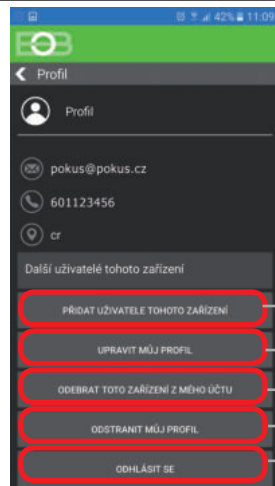 42% 11:09
EOB
Profil
Profil
pokus@pokus.cz
601123456
cr
Další uživatelé tohoto zařízení
PŘIDAT UŽIVATELE TOHOTO ZAŘÍZENÍ
UPRAVIT MŮJ PROFIL
ODEBRAT TOTO ZAŘÍZENÍ Z MÉHO ÚČTU
ODSTRANIT MŮJ PROFIL
ODHLÁSIT SE